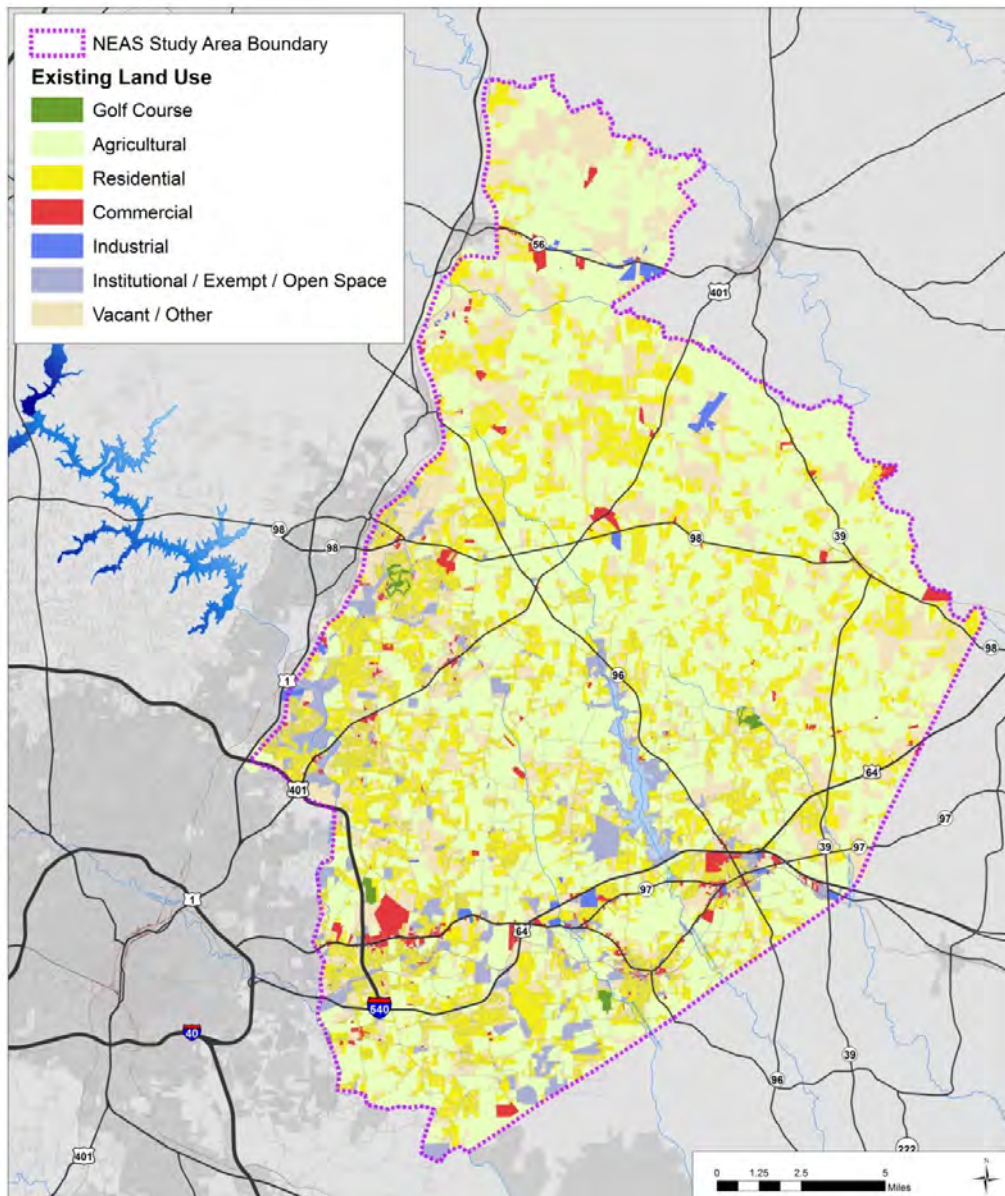 NEAS Study Area Boundary
Existing Land Use
Golf Course
Agricultural
Residential
Commercial
Industrial
Institutional / Exempt / Open Space
Vacant / Other
56
401
98
98
98
39
1
96
98
401
64
97
39
97
1
97
64
540
40
39
96
401
222
0 1.25 2.5 5
Miles
N